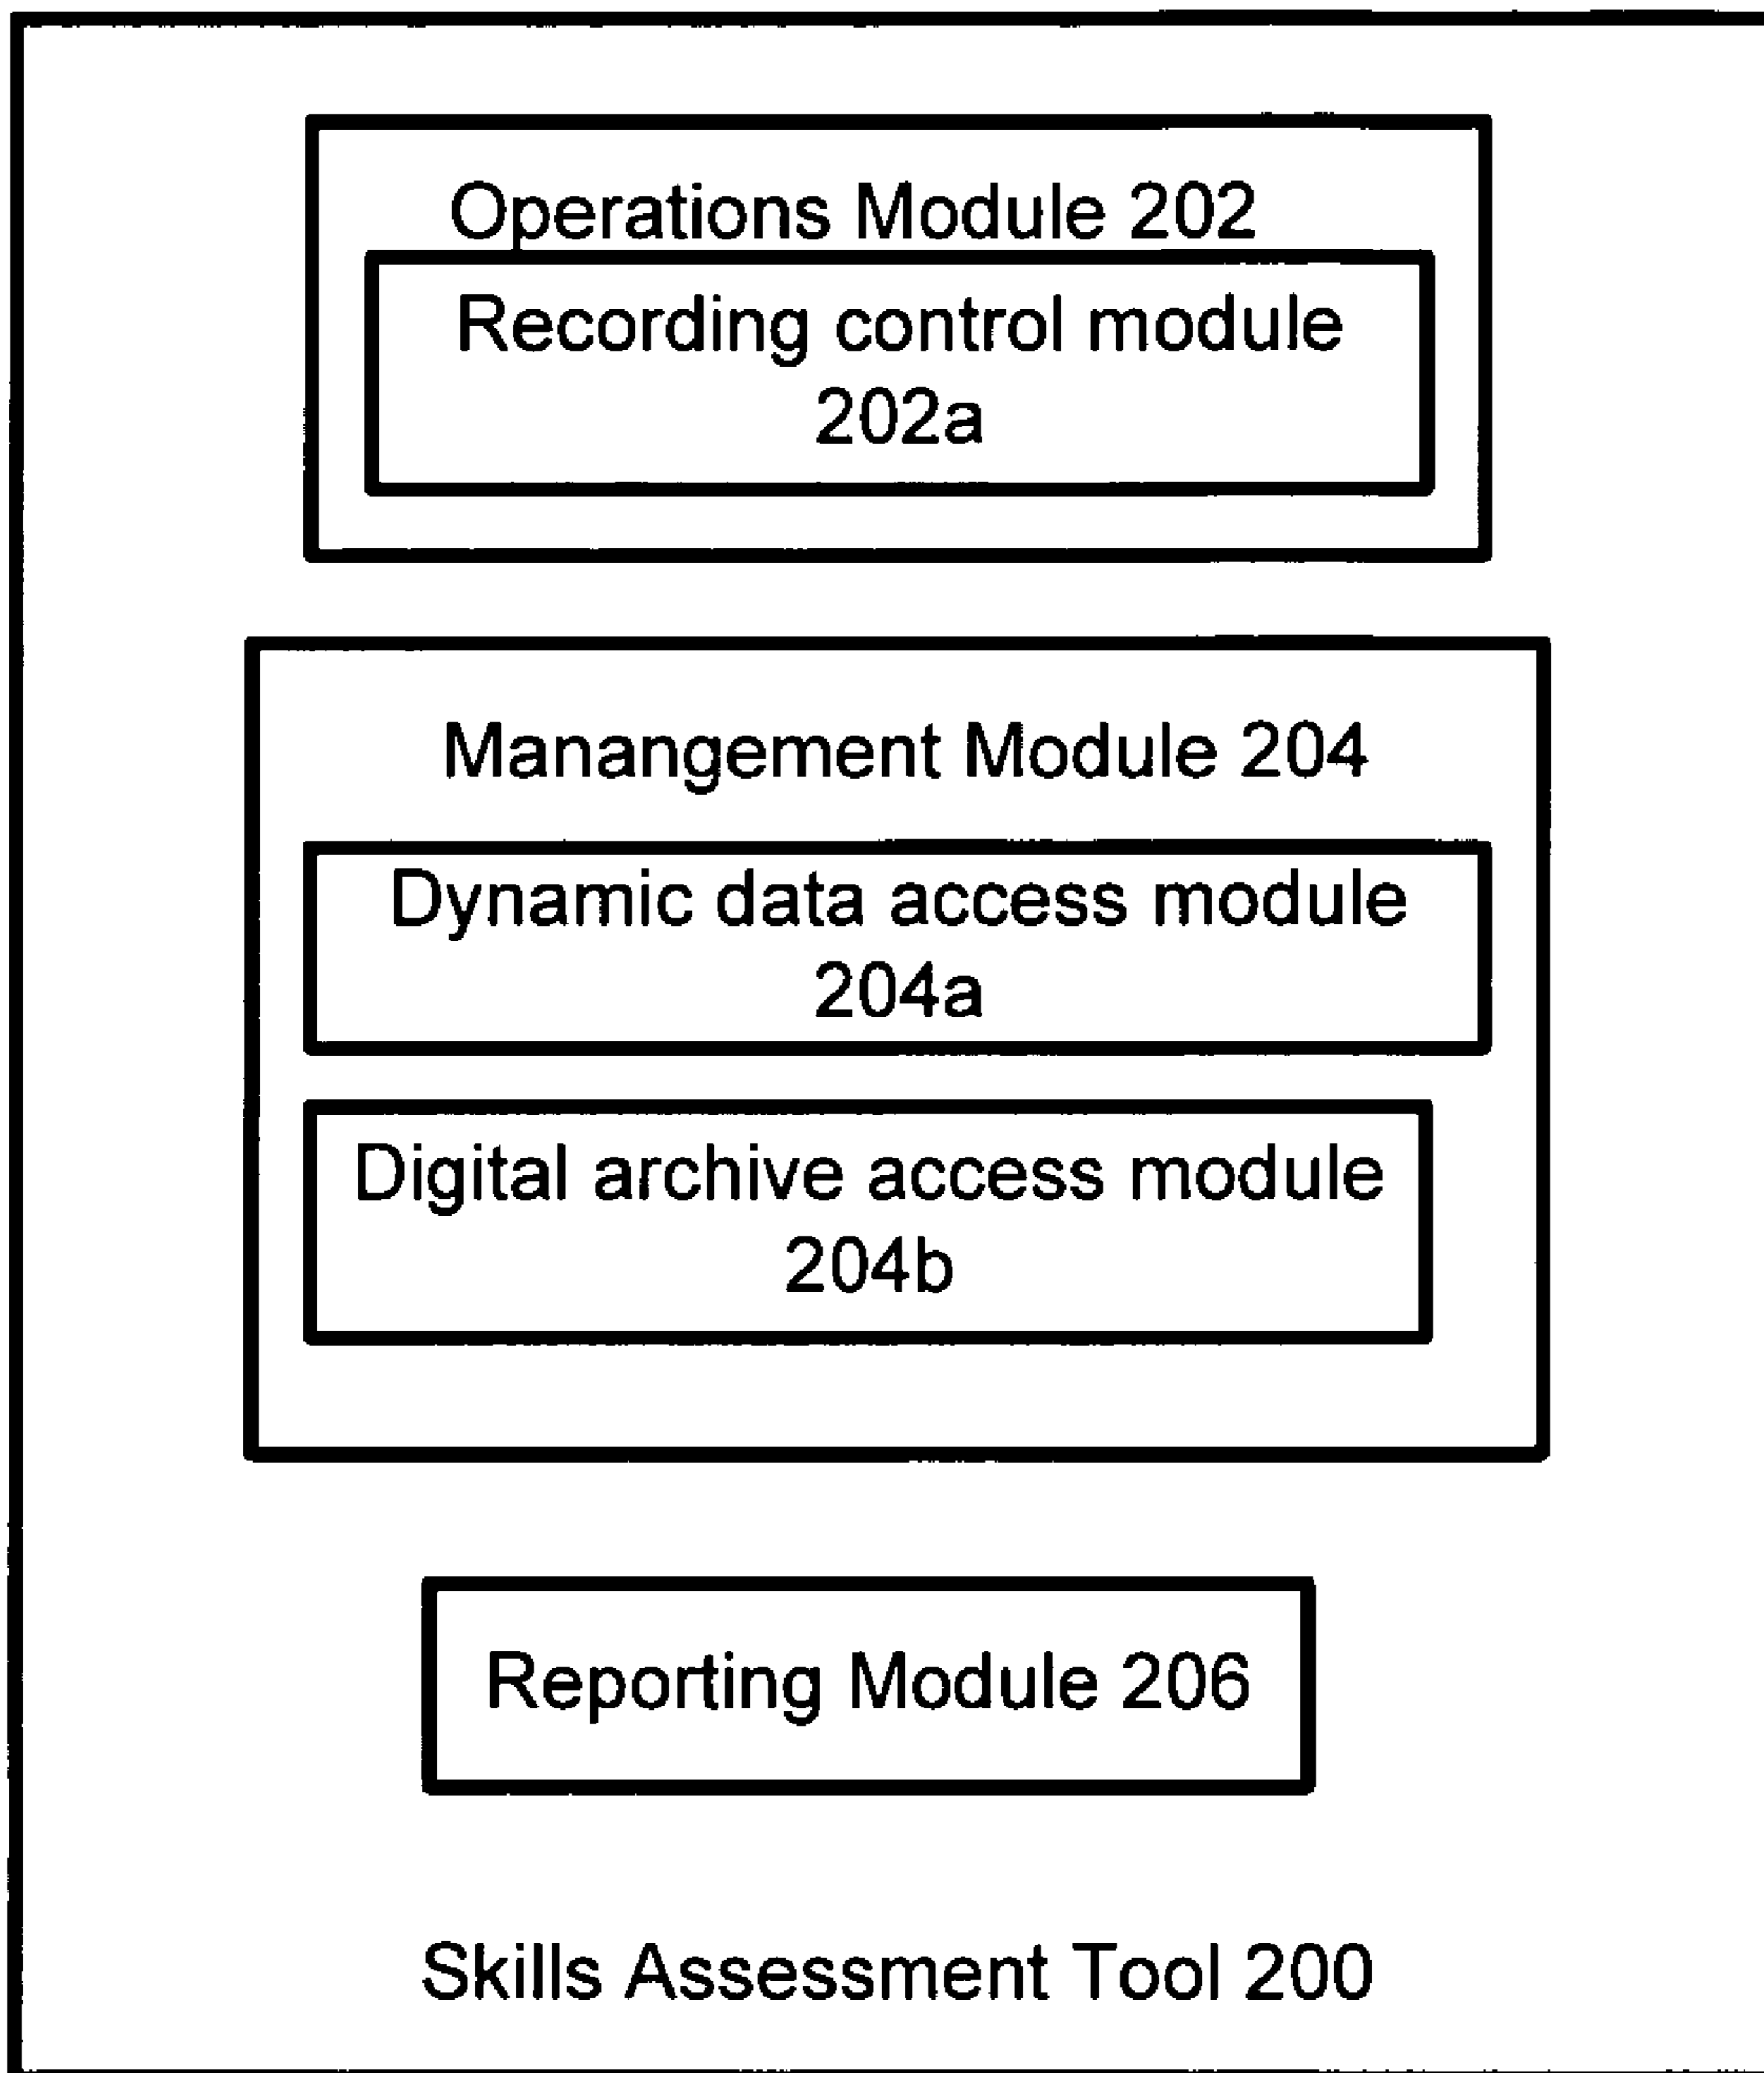 Operations Module 202
Recording control module
202a
Manangement Module 204
Dynamic data access module
204a
Digital archive access module
204b
Reporting Module 206
Skills Assessment Tool 200